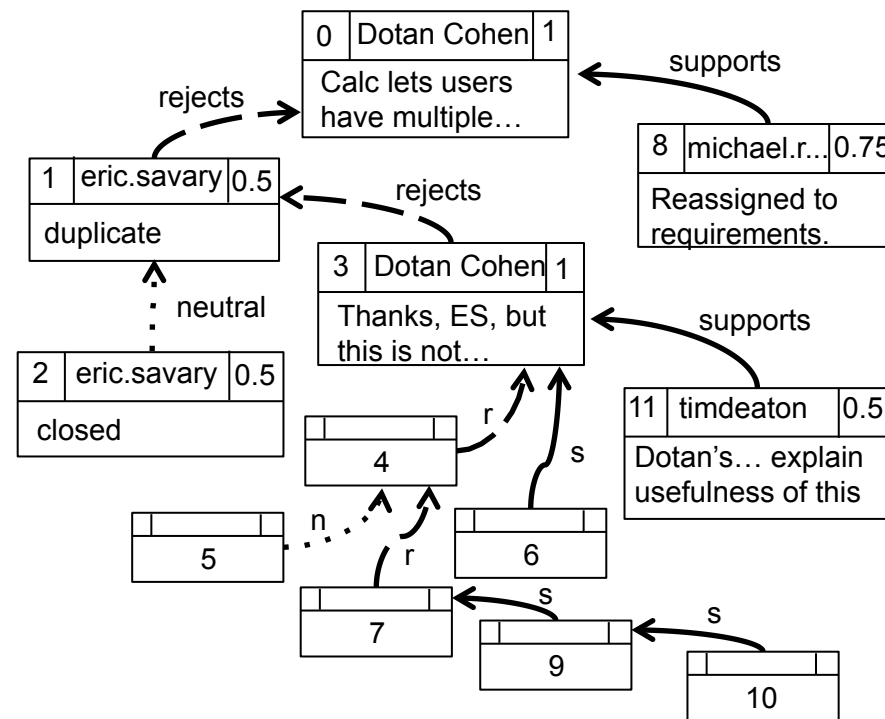 0 Dotan Cohen 1
Calc lets users
have multiple…
supports
rejects
8 michael.r... 0.75
Reassigned to
requirements.
1 eric.savary 0.5
duplicate
rejects
3 Dotan Cohen 1
Thanks, ES, but
this is not…
neutral
supports
2 eric.savary 0.5
closed
11 timdeaton 0.5
Dotan's… explain
usefulness of this
r
4
s
n
5
r
6
7
s
9
s
10